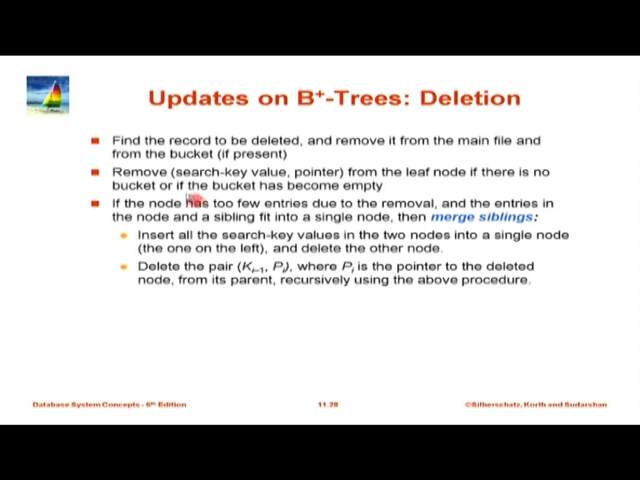 Updates on B+-Trees: Deletion
Find the record to be deleted, and remove it from the main file and
from the bucket (if present)
Remove (search-key value, pointer) from the leaf node if there is no
bucket or if the bucket has become empty
If the node has too few entries due to the removal, and the entries in
the node and a sibling fit into a single node, then merge siblings:
Insert all the search-key values in the two nodes into a single node
(the one on the left), and delete the other node.
Delete the pair (Ki–1, Pi), where Pi is the pointer to the deleted
node, from its parent, recursively using the above procedure.
Database System Concepts - 6th Edition
11.29
©Silberschatz, Korth and Sudarshan